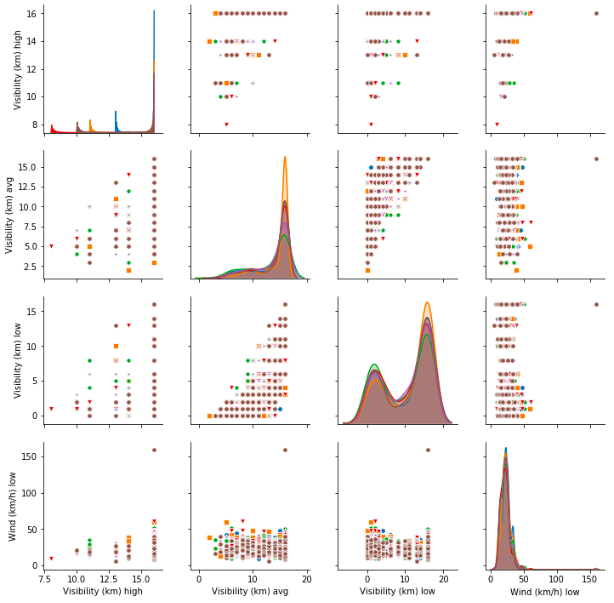 Visibility (km) high
16
14
12
10
8
Visibility (km) avg
15.0
12.5
10.0
7.5
5.0
2.5
Visibility (km) low
15
10
5
0
Wind (km/h) low
150
100
50
0
7.5 10.0 12.5 15.0
0 10 20
0 10 20
0 50 100 150
Visibility (km) high
Visibility (km) avg
Visibility (km) low
Wind (km/h) low